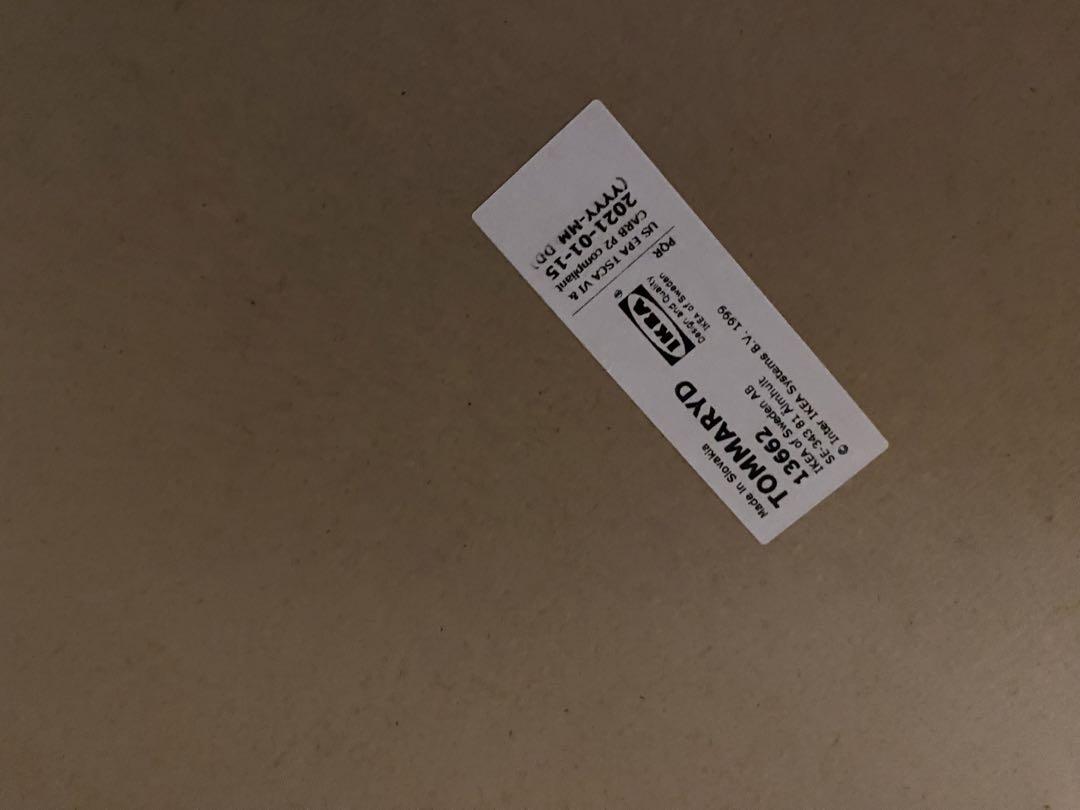 Made in Slovakia
TOMMARYD
13662
IKEA of Sweden AB
SE-343 81 Älmhult
© Inter IKEA Systems B.V. 1999
IKEA ®
Design and Quality
IKEA of Sweden
PQR
US EPA TSCA VI &
CARB P2 compliant
2021-01-15
(YYYY-MM DD)